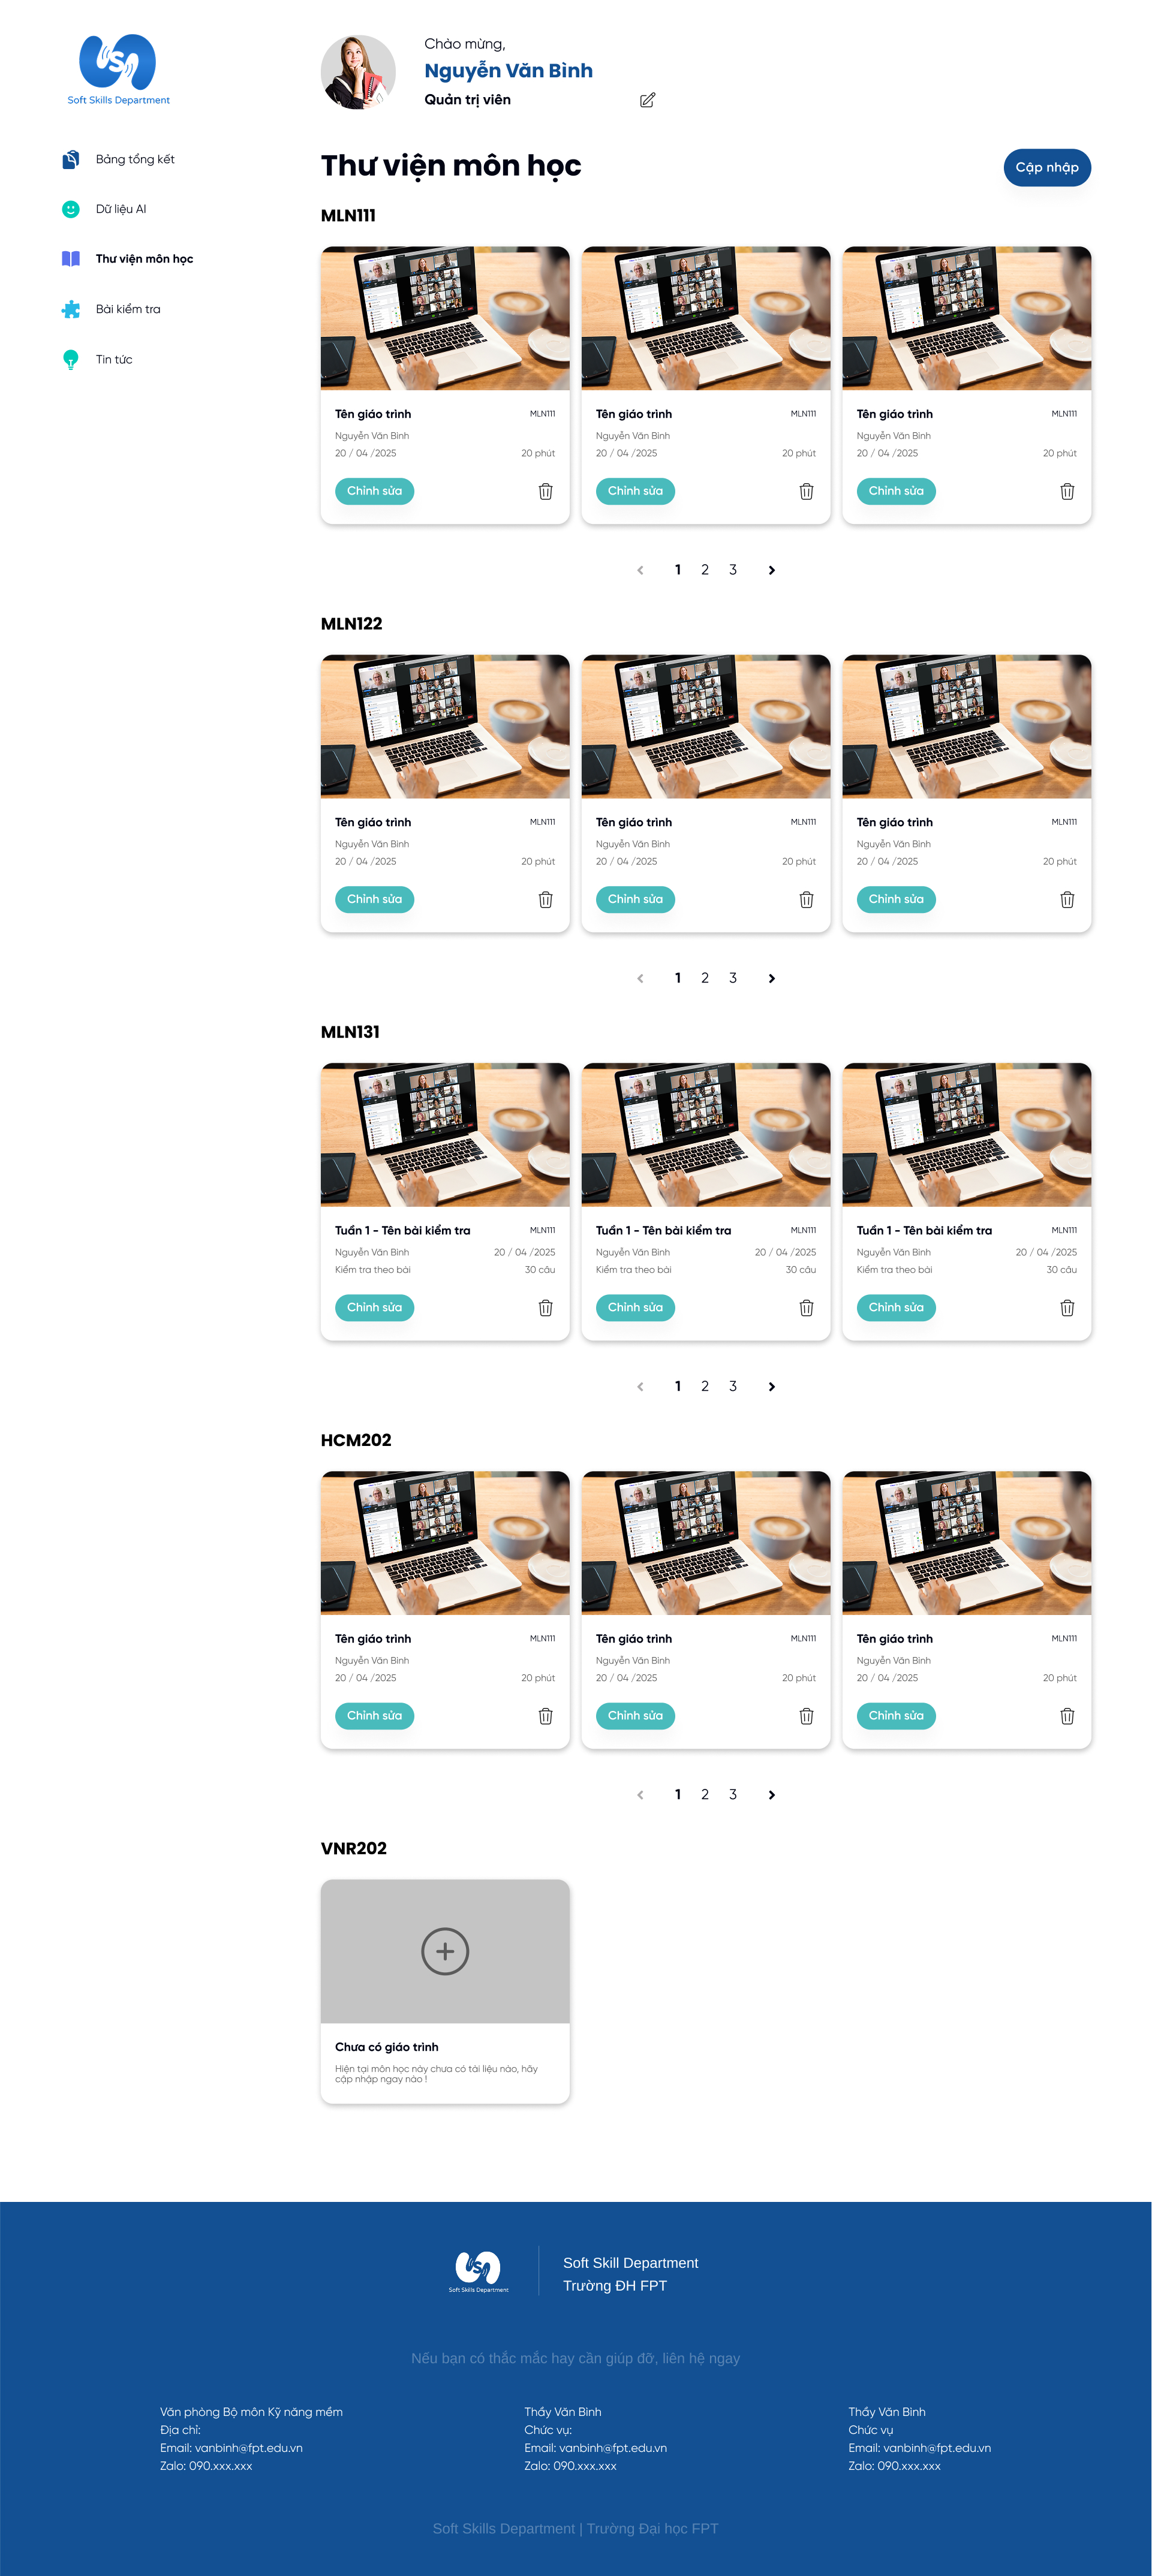 Soft Skills Department
Chào mừng,
Nguyễn Văn Bình
Quản trị viên
Bảng tổng kết
Dữ liệu AI
Thư viện môn học
Bài kiểm tra
Tin tức
Thư viện môn học
Cập nhập
MLN111
Tên giáo trình MLN111
Nguyễn Văn Bình
20 / 04 /2025 20 phút
Chỉnh sửa
Tên giáo trình MLN111
Nguyễn Văn Bình
20 / 04 /2025 20 phút
Chỉnh sửa
Tên giáo trình MLN111
Nguyễn Văn Bình
20 / 04 /2025 20 phút
Chỉnh sửa
1 2 3
MLN122
Tên giáo trình MLN111
Nguyễn Văn Bình
20 / 04 /2025 20 phút
Chỉnh sửa
Tên giáo trình MLN111
Nguyễn Văn Bình
20 / 04 /2025 20 phút
Chỉnh sửa
Tên giáo trình MLN111
Nguyễn Văn Bình
20 / 04 /2025 20 phút
Chỉnh sửa
1 2 3
MLN131
Tuần 1 - Tên bài kiểm tra MLN111
Nguyễn Văn Bình 20 / 04 /2025
Kiểm tra theo bài 30 câu
Chỉnh sửa
Tuần 1 - Tên bài kiểm tra MLN111
Nguyễn Văn Bình 20 / 04 /2025
Kiểm tra theo bài 30 câu
Chỉnh sửa
Tuần 1 - Tên bài kiểm tra MLN111
Nguyễn Văn Bình 20 / 04 /2025
Kiểm tra theo bài 30 câu
Chỉnh sửa
1 2 3
HCM202
Tên giáo trình MLN111
Nguyễn Văn Bình
20 / 04 /2025 20 phút
Chỉnh sửa
Tên giáo trình MLN111
Nguyễn Văn Bình
20 / 04 /2025 20 phút
Chỉnh sửa
Tên giáo trình MLN111
Nguyễn Văn Bình
20 / 04 /2025 20 phút
Chỉnh sửa
1 2 3
VNR202
Chưa có giáo trình
Hiện tại môn học này chưa có tài liệu nào, hãy
cập nhập ngay nào !
Soft Skills Department
Soft Skill Department
Trường ĐH FPT
Nếu bạn có thắc mắc hay cần giúp đỡ, liên hệ ngay
Văn phòng Bộ môn Kỹ năng mềm
Địa chỉ:
Email: vanbinh@fpt.edu.vn
Zalo: 090.xxx.xxx
Thầy Văn Bình
Chức vụ:
Email: vanbinh@fpt.edu.vn
Zalo: 090.xxx.xxx
Thầy Văn Bình
Chức vụ
Email: vanbinh@fpt.edu.vn
Zalo: 090.xxx.xxx
Soft Skills Department | Trường Đại học FPT